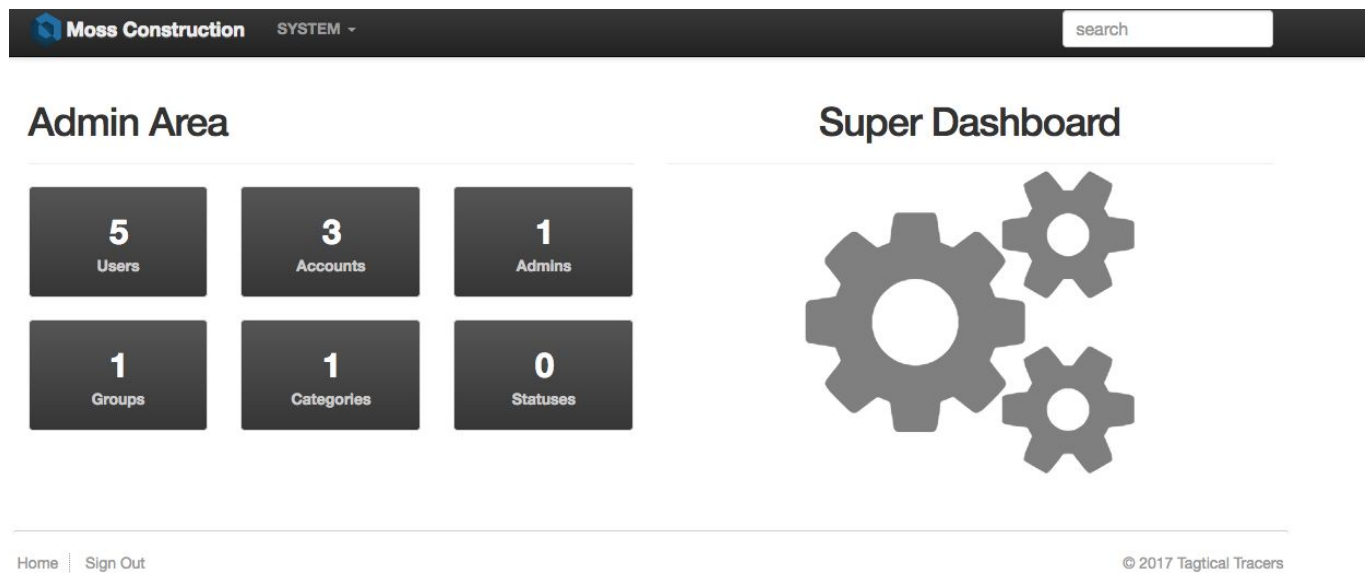 Moss Construction SYSTEM search
Admin Area
Super Dashboard
5
Users
3
Accounts
1
Admins
1
Groups
1
Categories
0
Statuses
Home Sign Out
© 2017 Tagtical Tracers